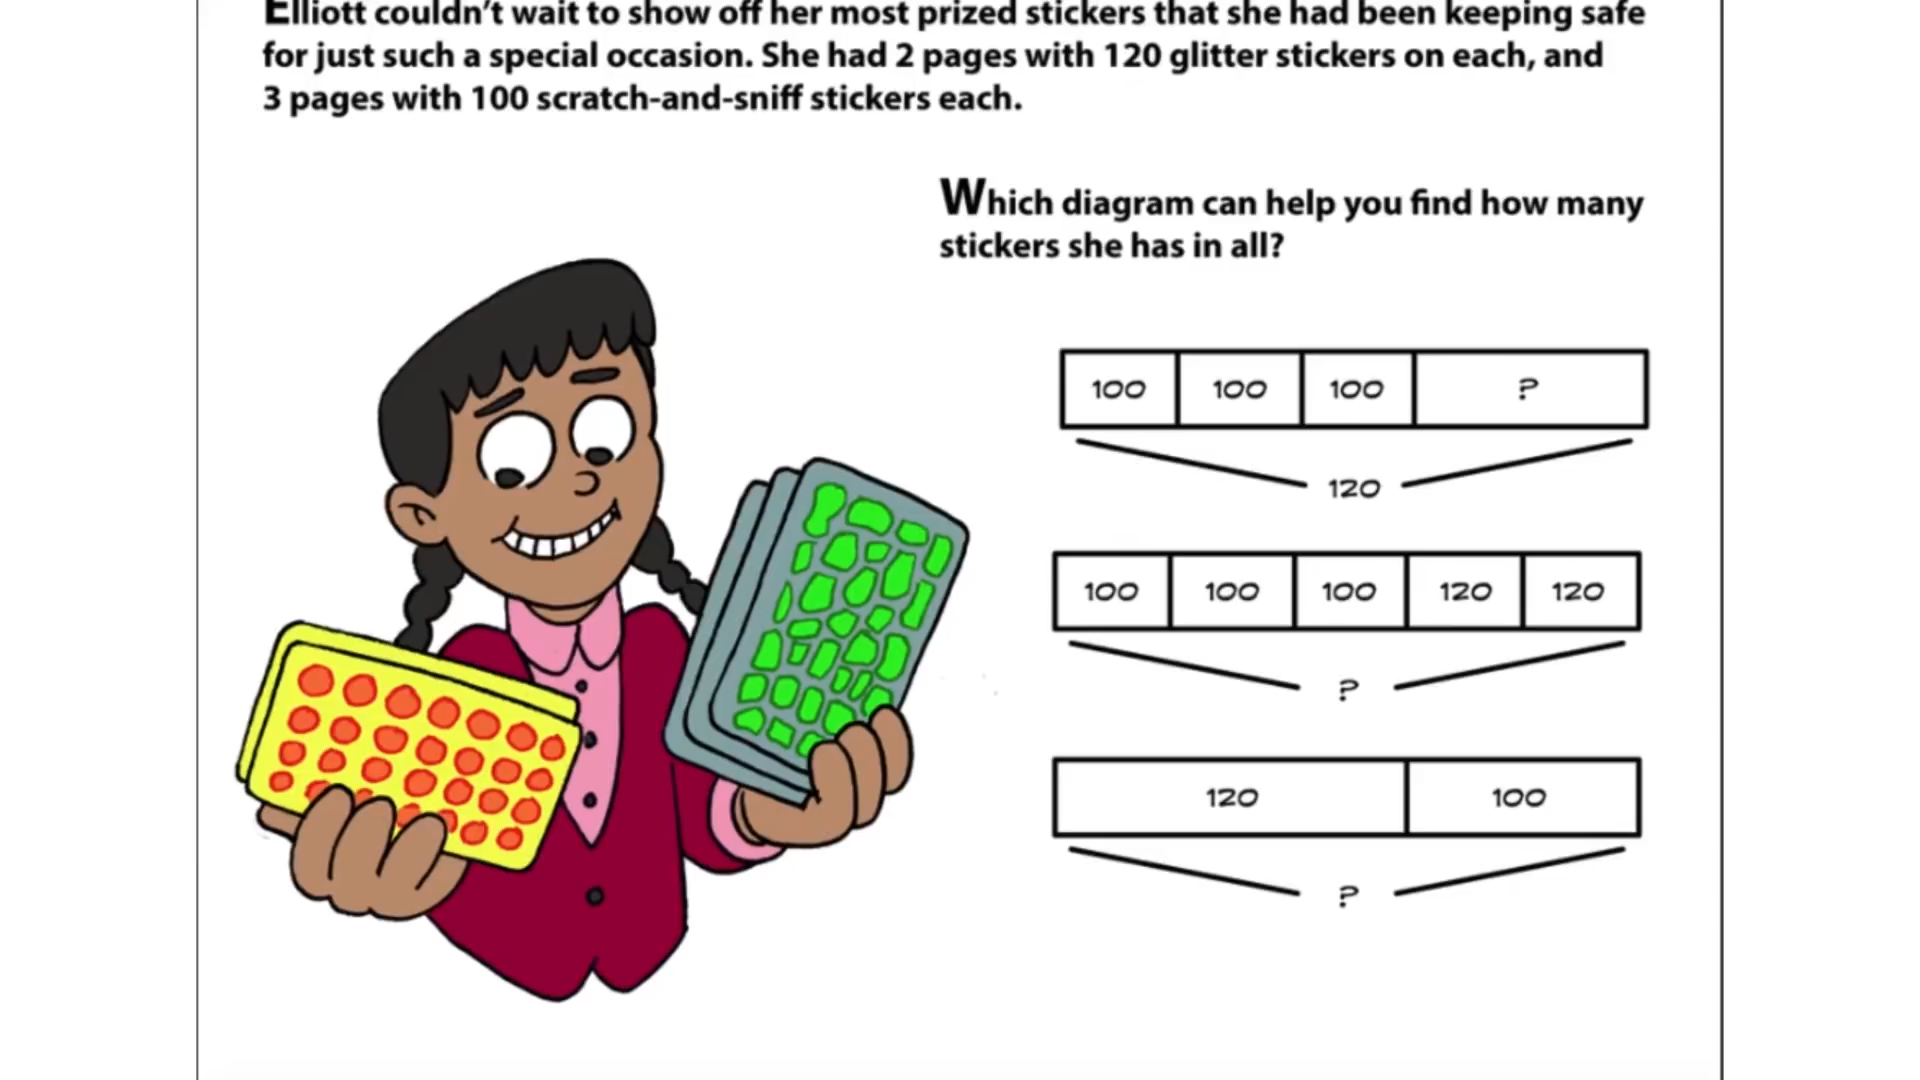 Elliott couldn’t wait to show off her most prized stickers that she had been keeping safe
for just such a special occasion. She had 2 pages with 120 glitter stickers on each, and
3 pages with 100 scratch-and-sniff stickers each.
Which diagram can help you find how many
stickers she has in all?
100 100 100 ?
120
100 100 100 120 120
?
120 100
?